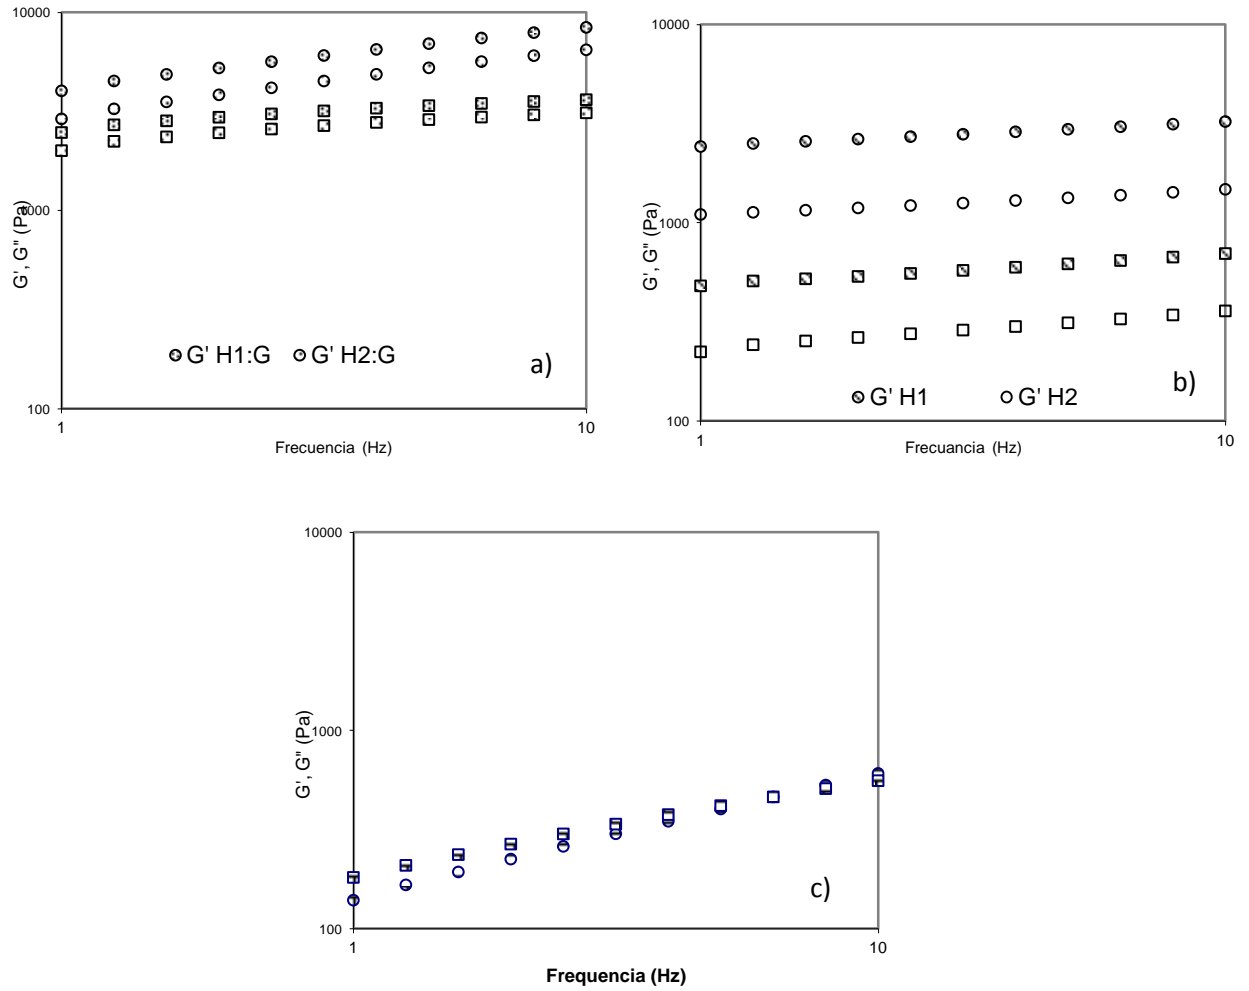 10000
1000
100
G', G" (Pa)
G' H1:G G' H2:G
a)
1 10
Frecuencia (Hz)
10000
1000
100
G', G" (Pa)
G' H1 G' H2
b)
1 10
Frecuancia (Hz)
10000
1000
100
G', G" (Pa)
c)
1 10
Frequencia (Hz)